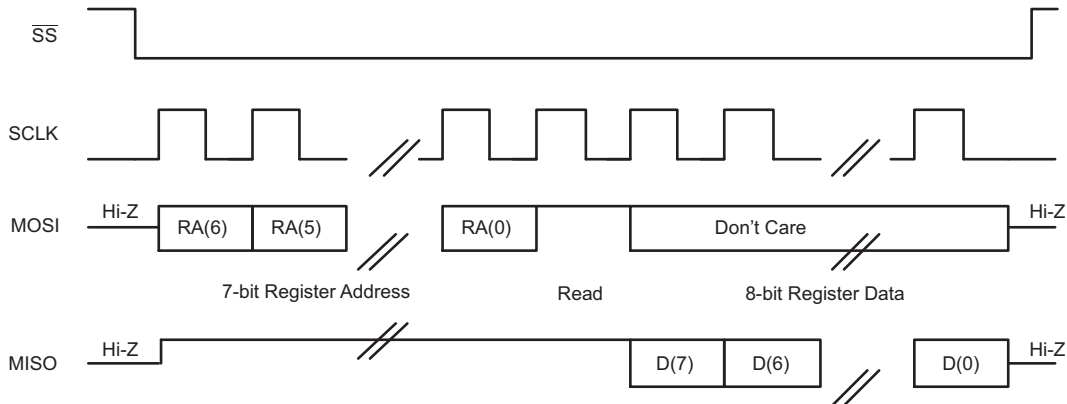 SS
SCLK
MOSI Hi-Z RA(6) RA(5) RA(0) Don't Care Hi-Z
7-bit Register Address Read 8-bit Register Data
MISO Hi-Z D(7) D(6) D(0) Hi-Z